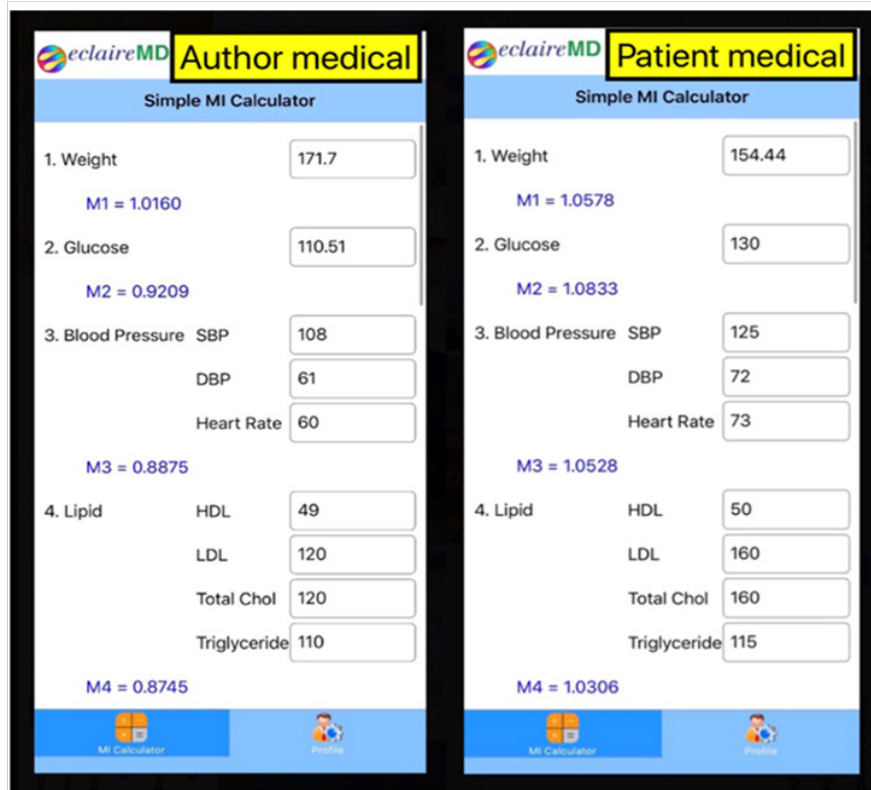 eclaireMD Author medical
Simple MI Calculator
1. Weight 171.7
M1 = 1.0160
2. Glucose 110.51
M2 = 0.9209
3. Blood Pressure SBP 108
DBP 61
Heart Rate 60
M3 = 0.8875
4. Lipid HDL 49
LDL 120
Total Chol 120
Triglyceride 110
M4 = 0.8745
MI Calculator Profile
eclaireMD Patient medical
Simple MI Calculator
1. Weight 154.44
M1 = 1.0578
2. Glucose 130
M2 = 1.0833
3. Blood Pressure SBP 125
DBP 72
Heart Rate 73
M3 = 1.0528
4. Lipid HDL 50
LDL 160
Total Chol 160
Triglyceride 115
M4 = 1.0306
MI Calculator Profile